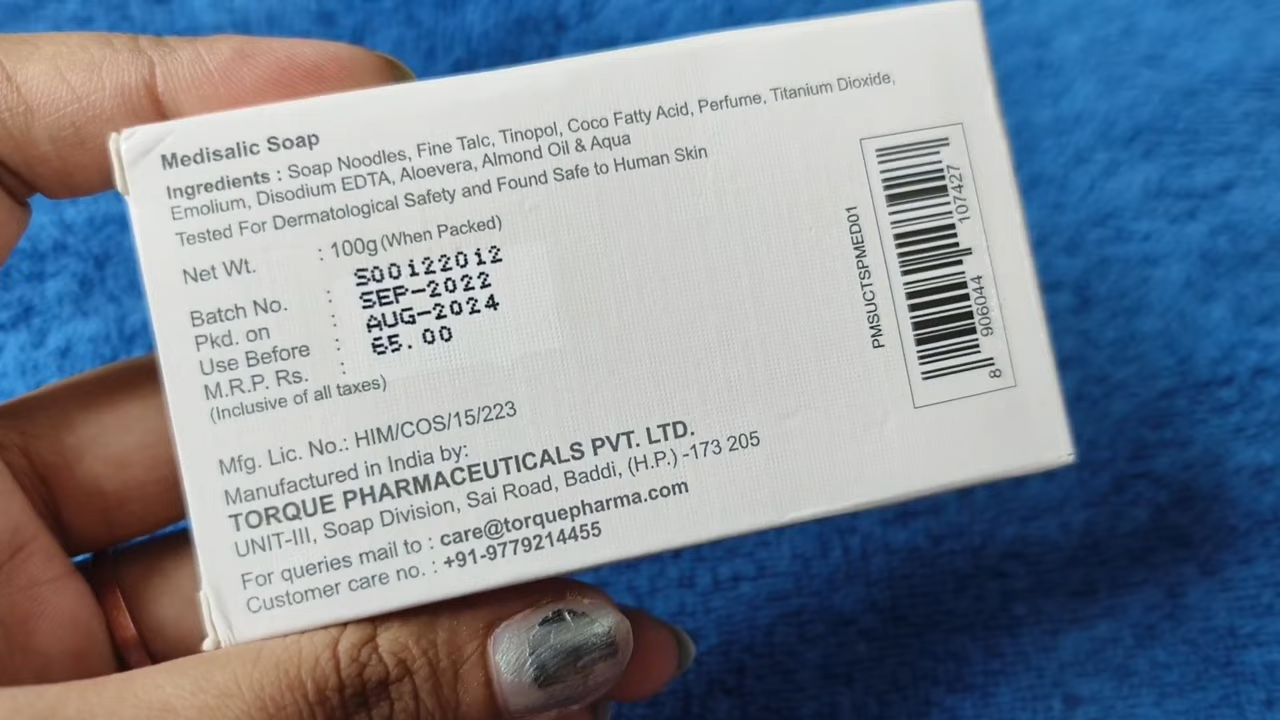 Medisalic Soap
Ingredients : Soap Noodles, Fine Talc, Tinopol, Coco Fatty Acid, Perfume, Titanium Dioxide,
Emolium, Disodium EDTA, Aloevera, Almond Oil & Aqua
Tested For Dermatological Safety and Found Safe to Human Skin
Net Wt. : 100g (When Packed)
Batch No. : S00122012
Pkd. on : SEP-2022
Use Before : AUG-2024
M.R.P. Rs. : 65.00
(Inclusive of all taxes)
Mfg. Lic. No.: HIM/COS/15/223
Manufactured in India by:
TORQUE PHARMACEUTICALS PVT. LTD.
UNIT-III, Soap Division, Sai Road, Baddi, (H.P.) -173 205
For queries mail to : care@torquepharma.com
Customer care no. : +91-9779214455
PMSUCTSPMED01
8 906044 107427